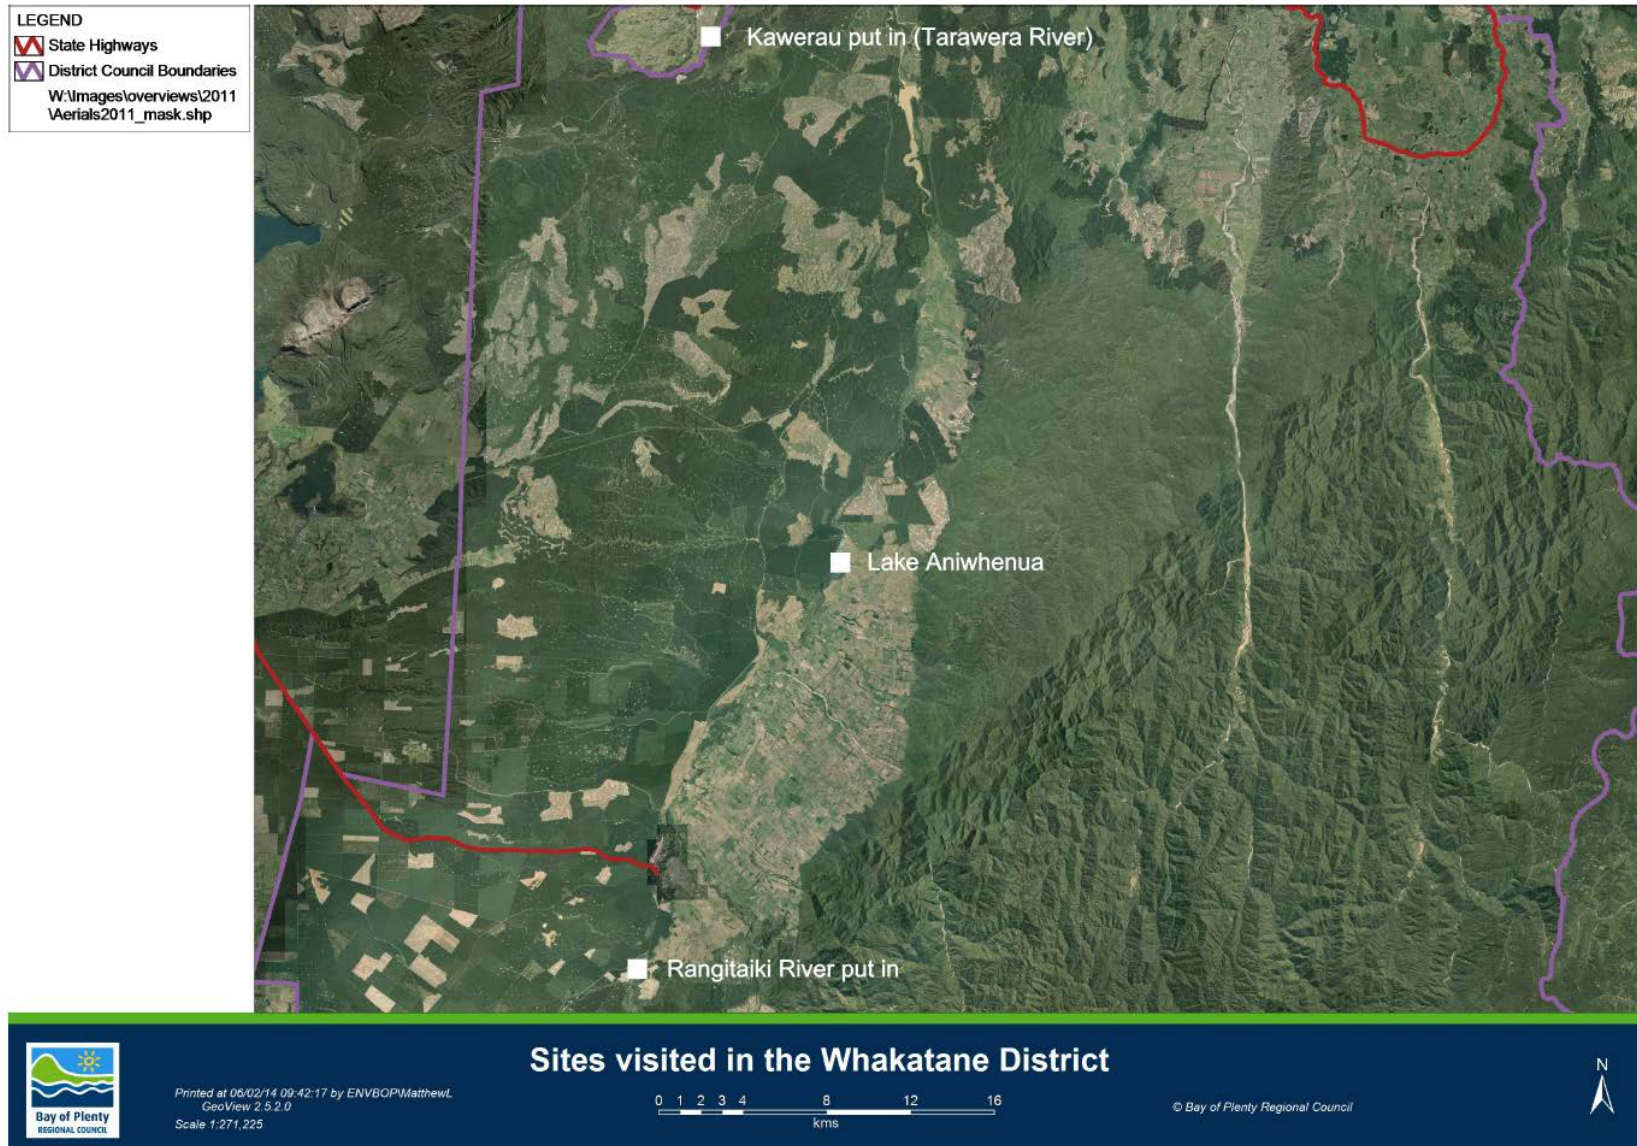 LEGEND
State Highways
District Council Boundaries
W:\Images\overviews\2011
\Aerials2011_mask.shp
Kawerau put in (Tarawera River)
Lake Aniwhenua
Rangitaiki River put in
Sites visited in the Whakatane District
Bay of Plenty
REGIONAL COUNCIL
Printed at 06/02/14 09:42:17 by ENVBOP\MatthewL
GeoView 2.5.2.0
Scale 1:271,225
0 1 2 3 4 8 12 16
kms
© Bay of Plenty Regional Council
N